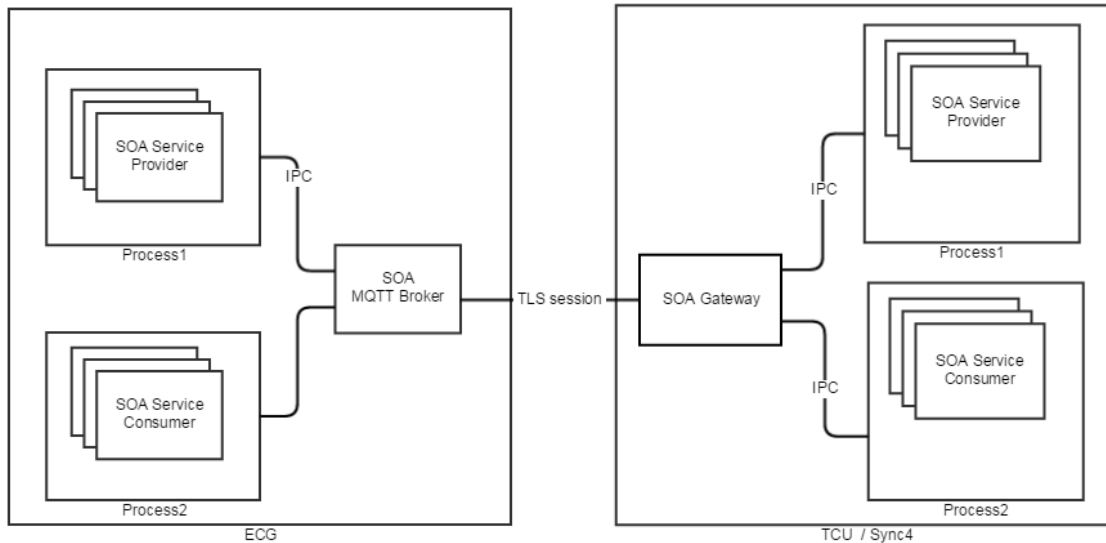 SOA Service
Provider
IPC
Process1
SOA
MQTT Broker
SOA Service
Consumer
Process2
ECG
TLS session
SOA Gateway
SOA Service
Provider
IPC
Process1
SOA Service
Consumer
IPC
Process2
TCU / Sync4